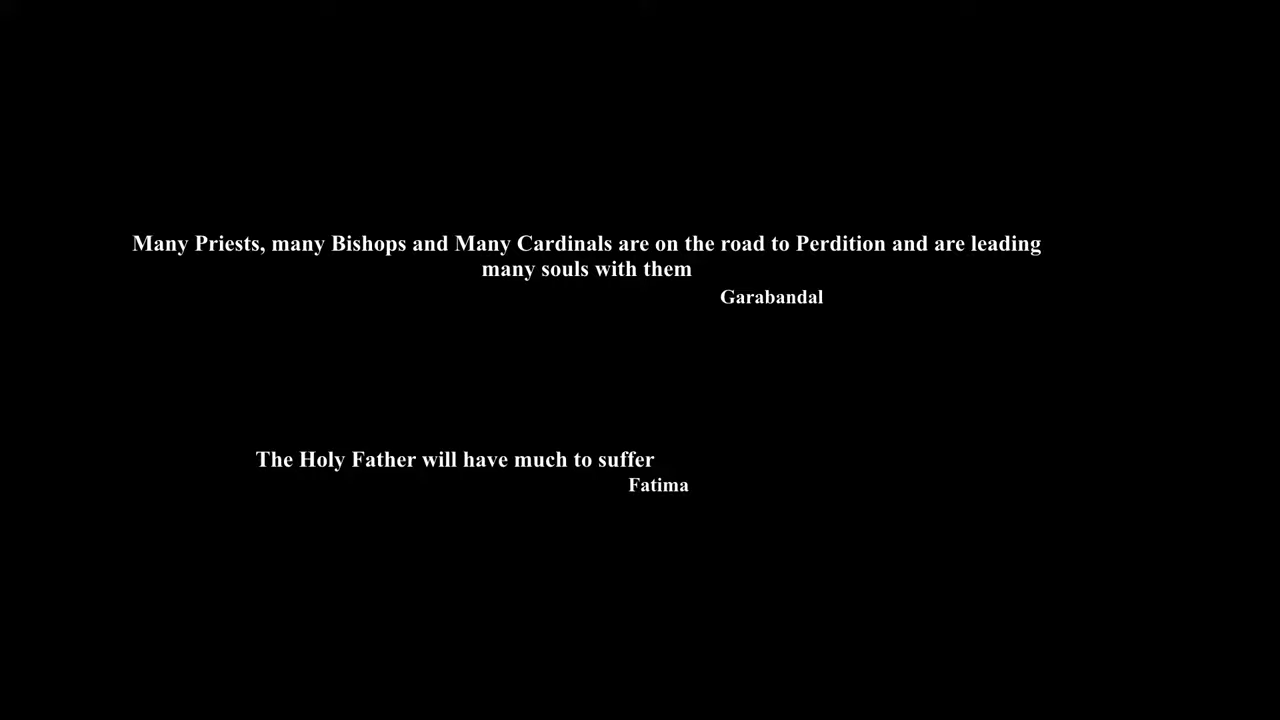 Many Priests, many Bishops and Many Cardinals are on the road to Perdition and are leading
many souls with them
Garabandal
The Holy Father will have much to suffer
Fatima